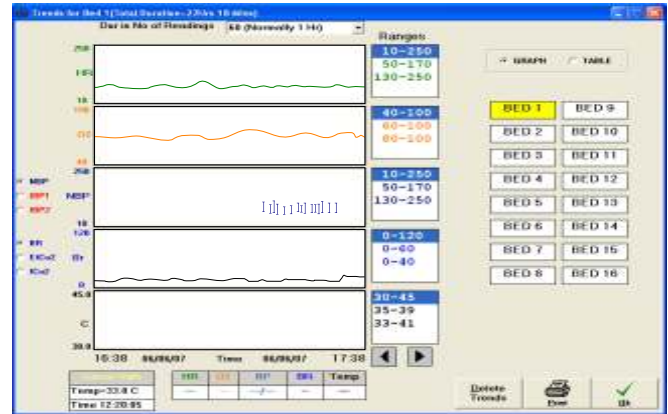 Trends for Bed 1(Total Duration=22Hrs 18 Mins)
Dur in No of Readings 60 (Normally 1 Hr)
Ranges
250
HR
10
10-250
50-170
130-250
GRAPH TABLE
100
O2
40
40-100
60-100
80-100
BED 1 BED 9
BED 2 BED 10
BED 3 BED 11
BED 4 BED 12
BED 5 BED 13
BED 6 BED 14
BED 7 BED 15
BED 8 BED 16
NBP
IBP1
IBP2
250
NBP
10
10-250
50-170
130-250
BR
EtCo2
ICo2
120
Br
0-120
0-60
0-40
45.0
C
30.0
30-45
35-39
33-41
16:38 06/06/07 Time 06/06/07 17:38
HR O2 BP BR Temp
Temp=33.0 C -- -- --/-- -- --
Time 12:20:05
Delete Trends
Print
Ok